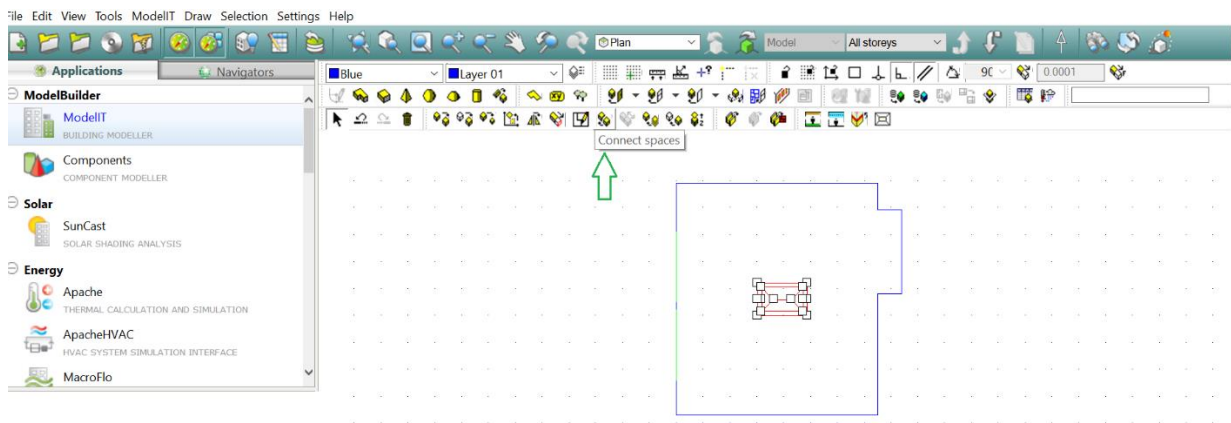 File Edit View Tools ModelIT Draw Selection Settings Help
Plan
Model
All storeys
Applications
Navigators
Blue
Layer 01
90
0.0001
ModelBuilder
ModelIT
BUILDING MODELLER
Components
COMPONENT MODELLER
Connect spaces
Solar
SunCast
SOLAR SHADING ANALYSIS
Energy
Apache
THERMAL CALCULATION AND SIMULATION
ApacheHVAC
HVAC SYSTEM SIMULATION INTERFACE
MacroFlo